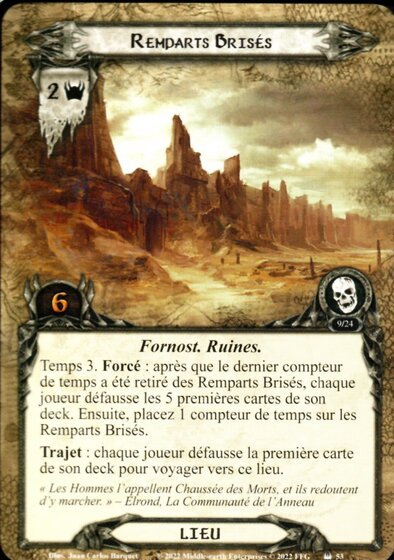 Remparts Brisés
2
6
9/24
Fornost. Ruines.
Temps 3. Forcé : après que le dernier compteur
de temps a été retiré des Remparts Brisés, chaque
joueur défausse les 5 premières cartes de son
deck. Ensuite, placez 1 compteur de temps sur les
Remparts Brisés.
Trajet : chaque joueur défausse la première carte
de son deck pour voyager vers ce lieu.
« Les Hommes l'appellent Chaussée des Morts, et ils redoutent
d'y marcher. » – Elrond, La Communauté de l'Anneau
LIEU
Illus. Juan Carlos Barquet © 2022 Middle-earth Enterprises © 2022 FFG 53